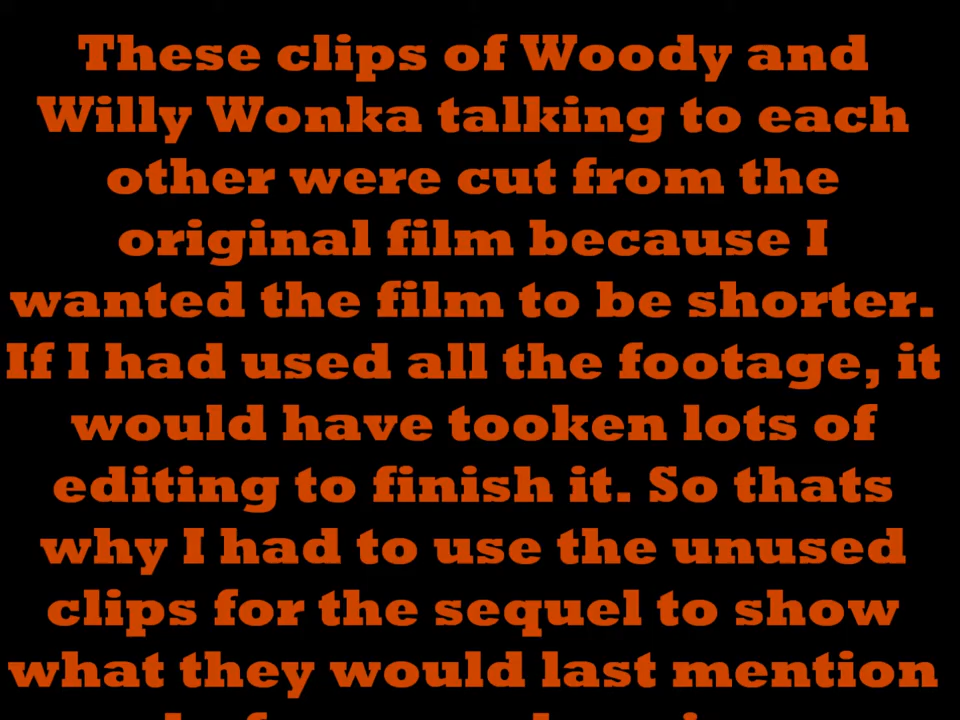 These clips of Woody and
Willy Wonka talking to each
other were cut from the
original film because I
wanted the film to be shorter.
If I had used all the footage, it
would have tooken lots of
editing to finish it. So thats
why I had to use the unused
clips for the sequel to show
what they would last mention